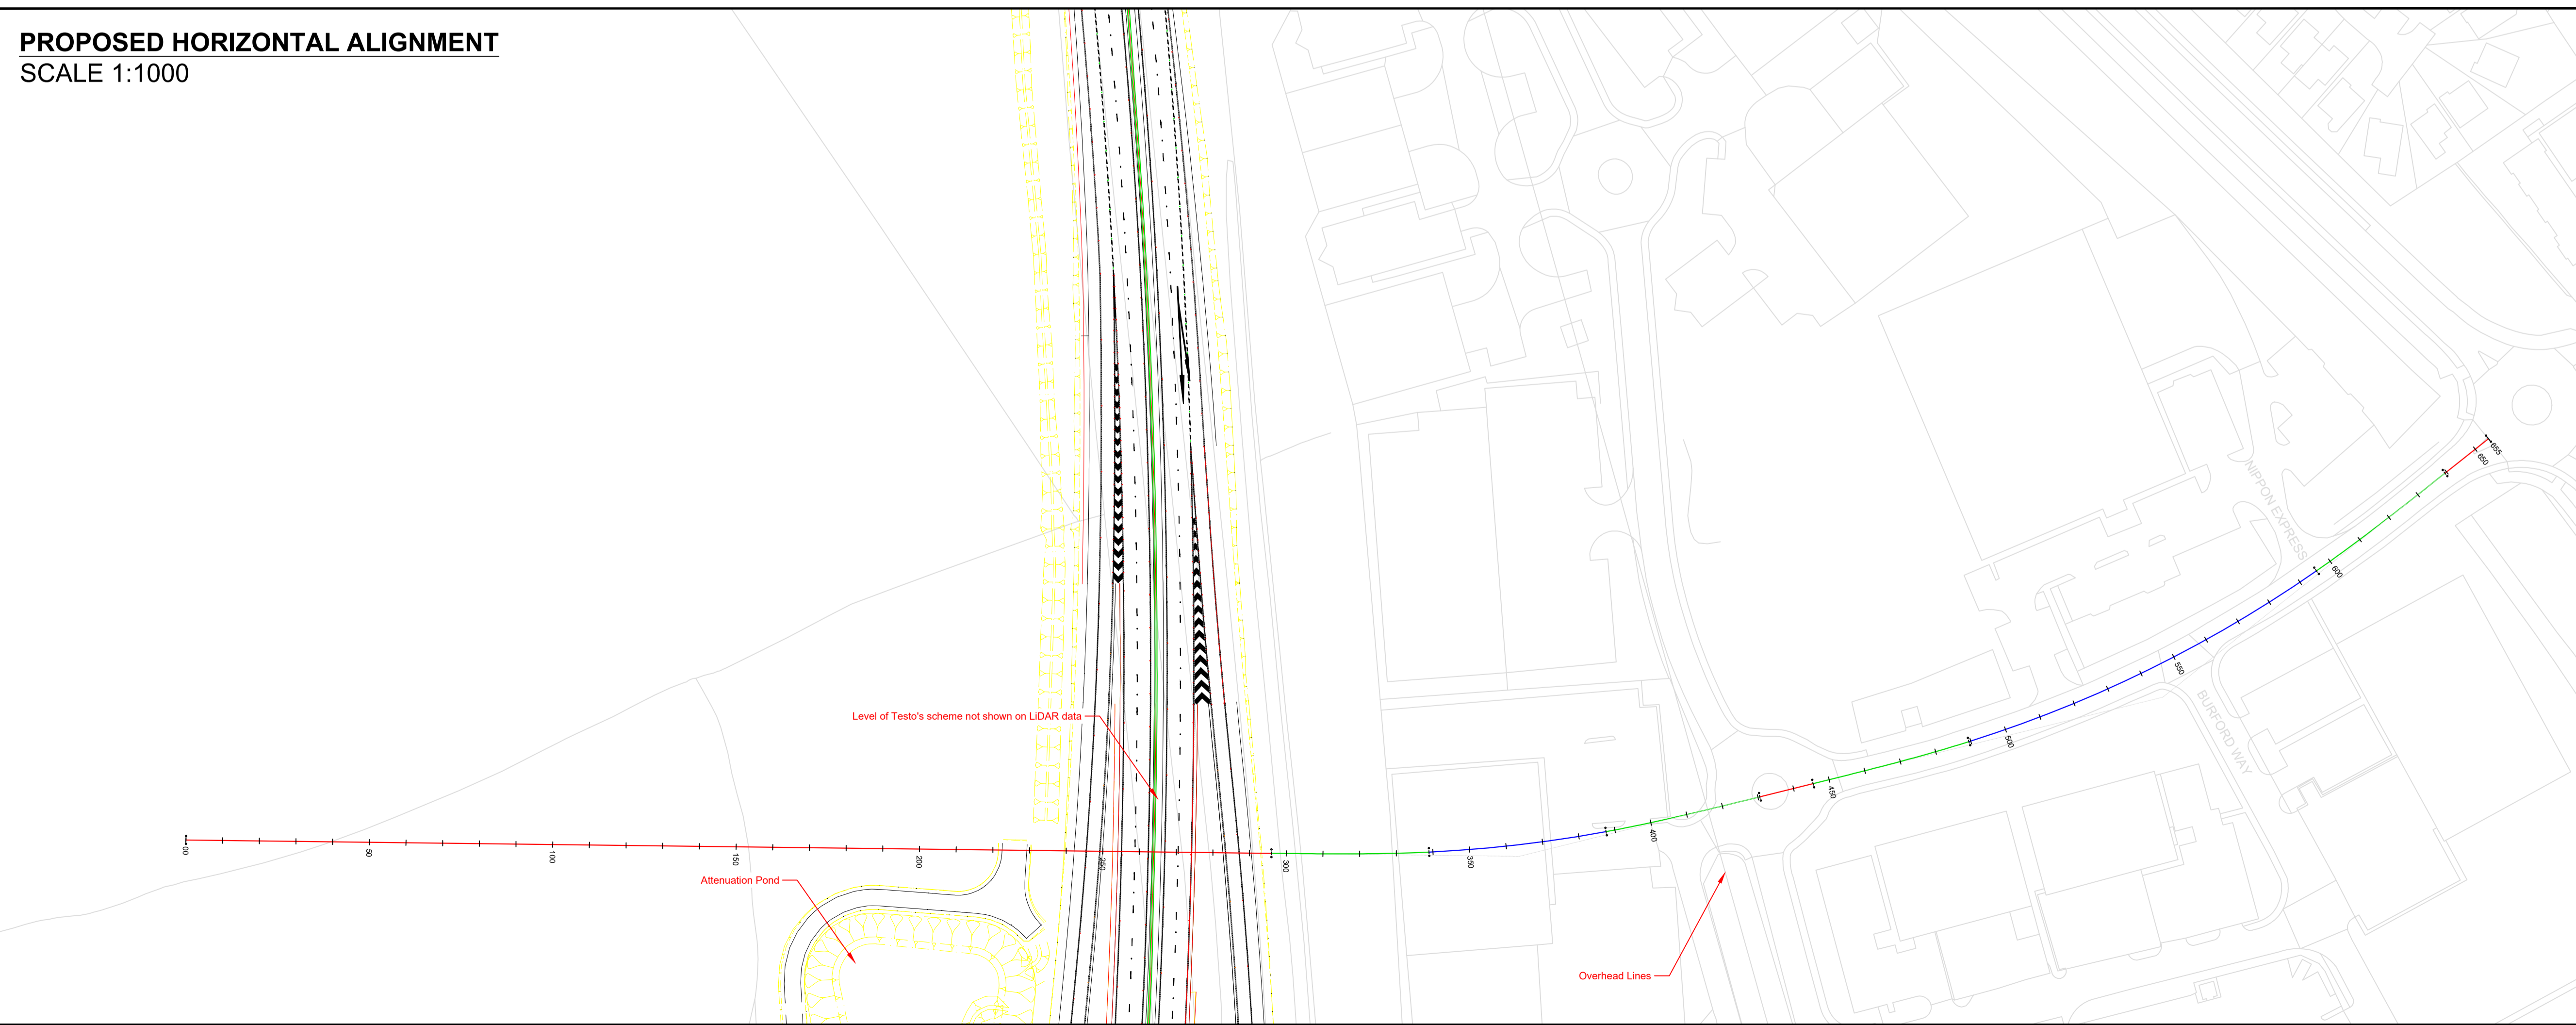 PROPOSED HORIZONTAL ALIGNMENT
SCALE 1:1000
NIPPON EXPRESS
BURFORD WAY
Level of Testo's scheme not shown on LiDAR data
Attenuation Pond
Overhead Lines
00
50
100
150
200
250
300
350
400
450
500
550
600
650
655